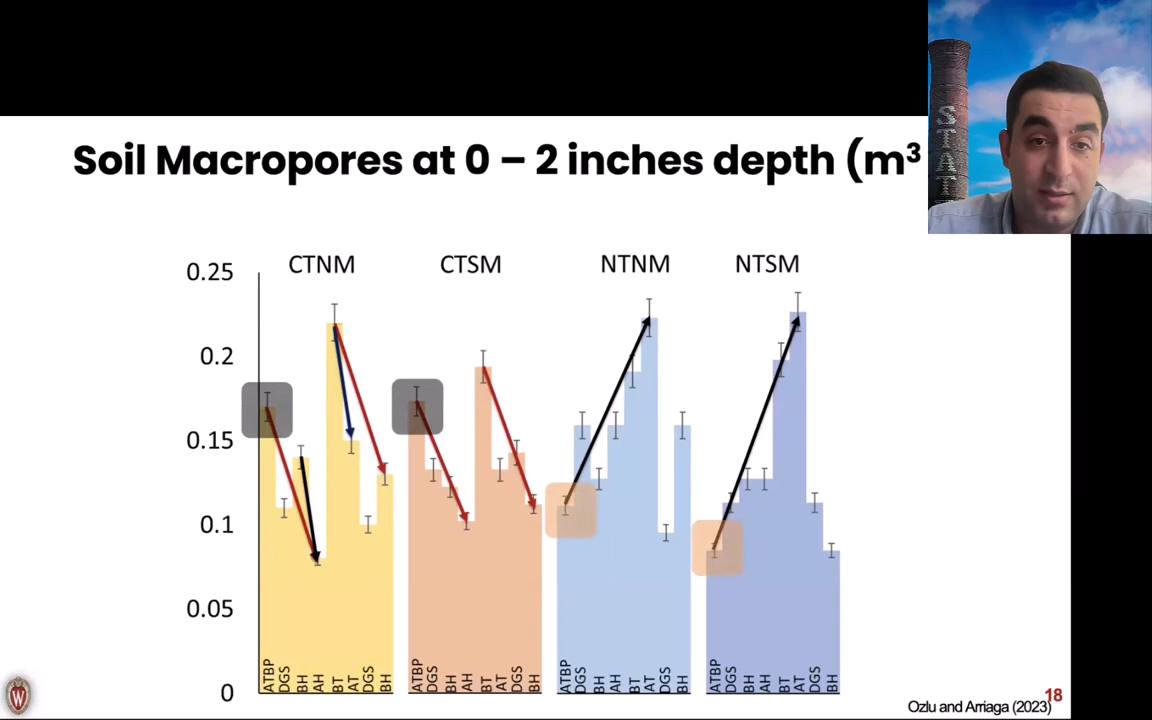 Soil Macropores at 0 – 2 inches depth (m³
STAT
CTNM CTSM NTNM NTSM
0.25
0.2
0.15
0.1
0.05
0
ATBP DGS BH AH BT AT DGS BH ATBP DGS BH AH BT AT DGS BH ATBP DGS BH AH BT AT DGS BH ATBP DGS BH AH BT AT DGS BH
W
18
Ozlu and Arriaga (2023)